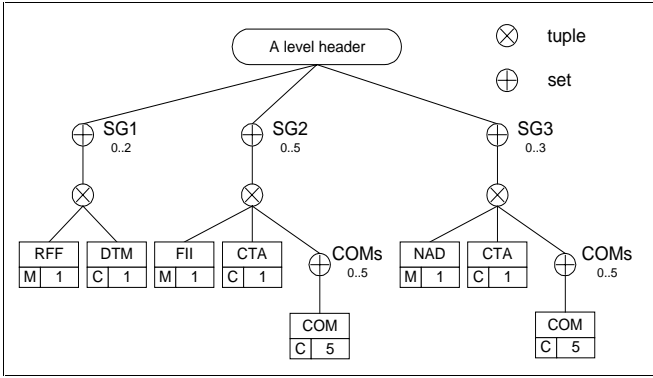 A level header
tuple
set
SG1
0..2
SG2
0..5
SG3
0..3
RFF
M 1
DTM
C 1
FII
M 1
CTA
C 1
COMs
0..5
NAD
M 1
CTA
C 1
COMs
0..5
COM
C 5
COM
C 5